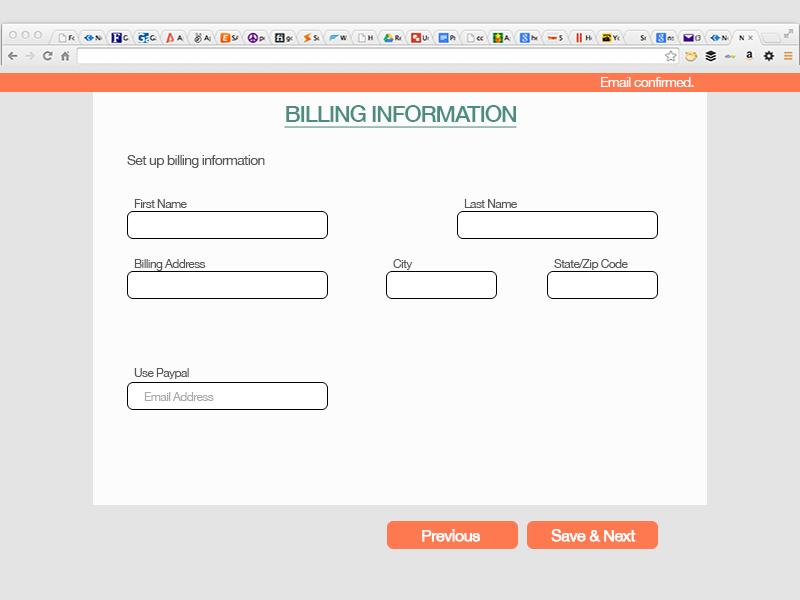 Email confirmed.
BILLING INFORMATION
Set up billing information
First Name
Last Name
Billing Address
City
State/Zip Code
Use Paypal
Email Address
Previous
Save & Next